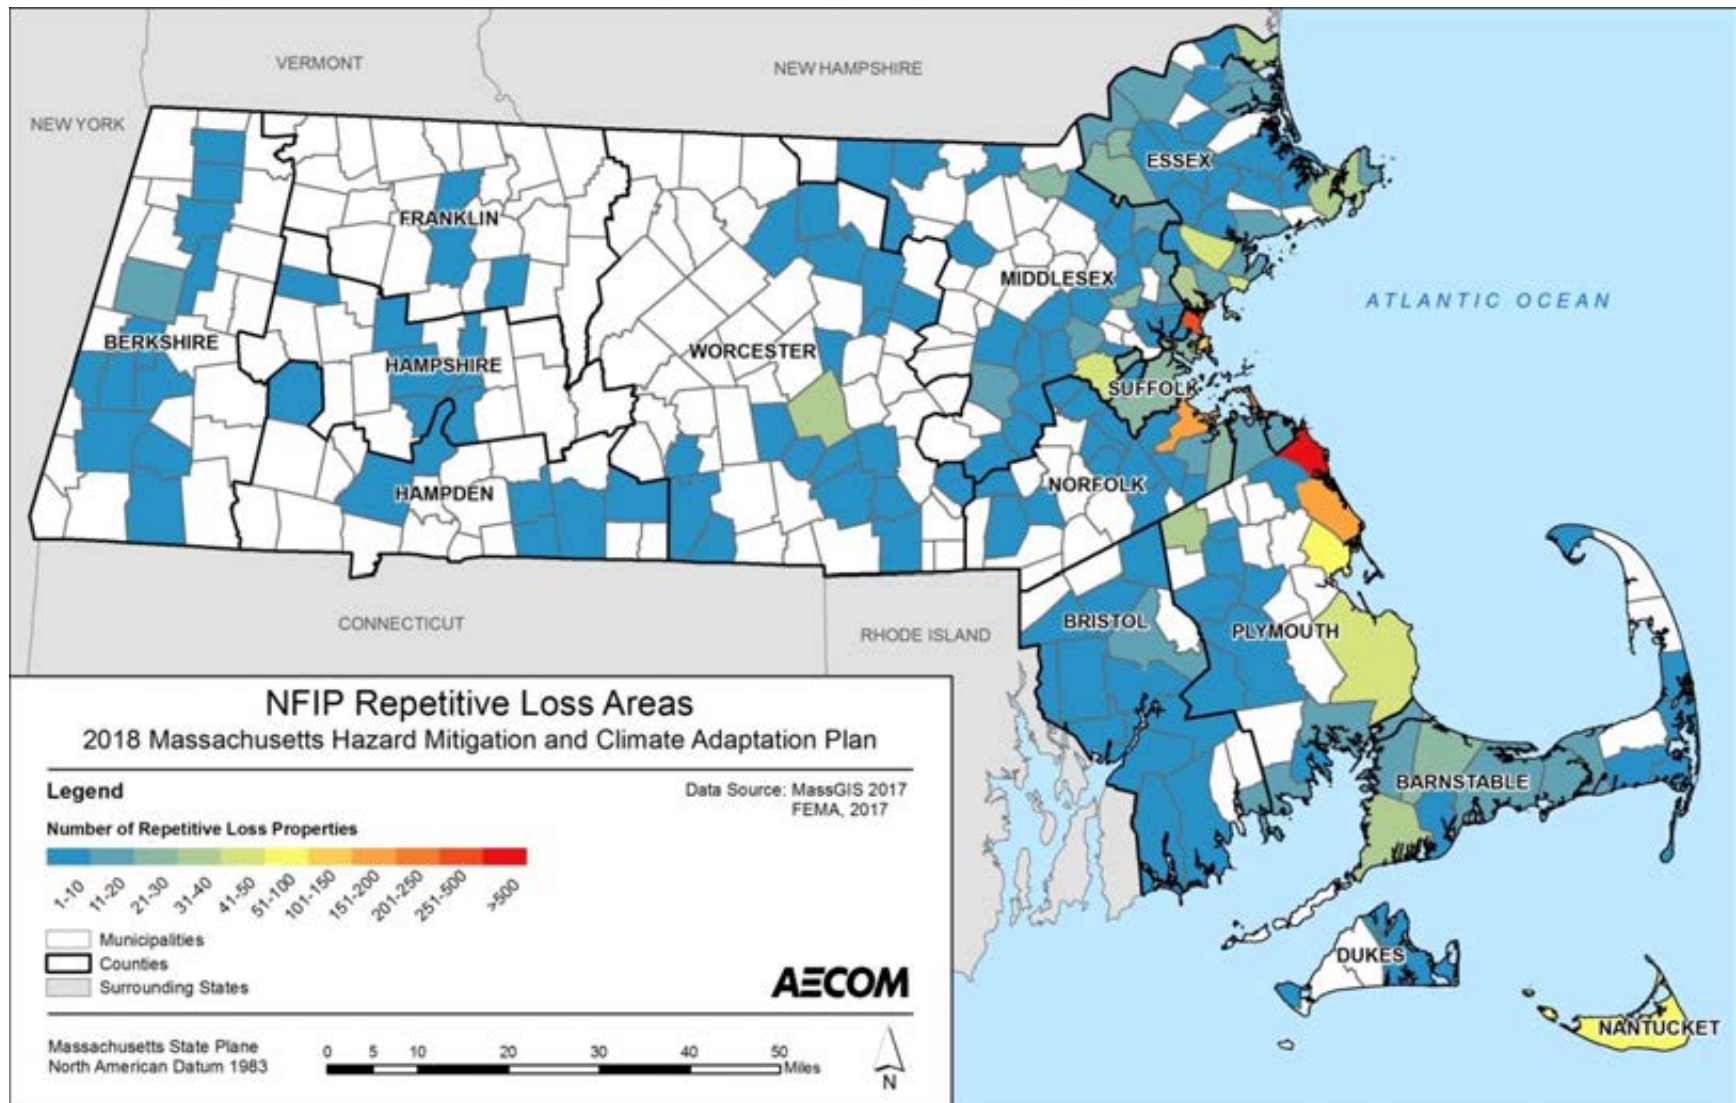 VERMONT
NEW HAMPSHIRE
NEW YORK
ESSEX
FRANKLIN
MIDDLESEX
ATLANTIC OCEAN
BERKSHIRE
WORCESTER
HAMPSHIRE
SUFFOLK
HAMPDEN
NORFOLK
CONNECTICUT
RHODE ISLAND
BRISTOL
PLYMOUTH
BARNSTABLE
DUKES
NANTUCKET
NFIP Repetitive Loss Areas
2018 Massachusetts Hazard Mitigation and Climate Adaptation Plan
Legend
Data Source: MassGIS 2017
FEMA, 2017
Number of Repetitive Loss Properties
1-10
11-20
21-30
31-40
41-50
51-100
101-150
151-200
201-250
251-500
>500
Municipalities
Counties
Surrounding States
AECOM
Massachusetts State Plane
North American Datum 1983
0 5 10 20 30 40 50
Miles
N